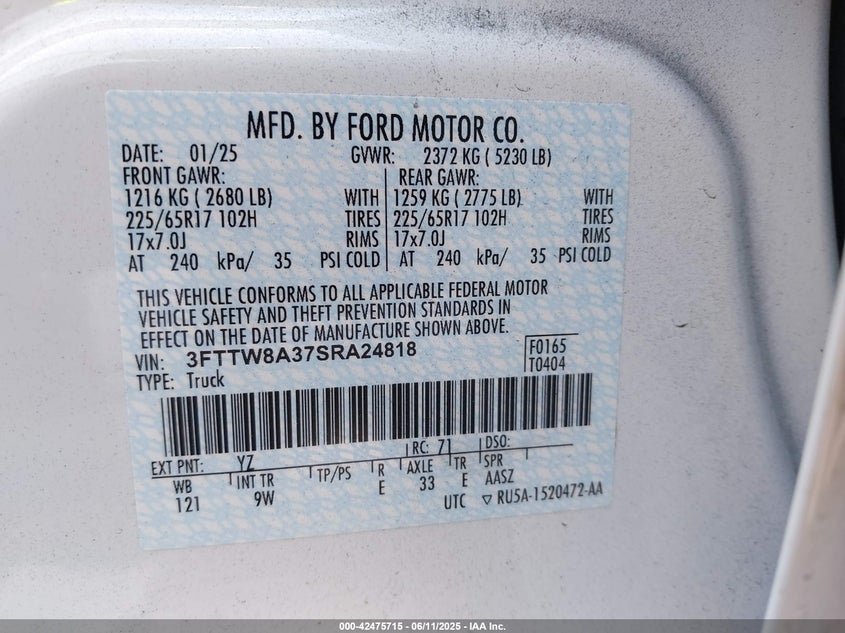 MFD. BY FORD MOTOR CO.
DATE: 01/25 GVWR: 2372 KG ( 5230 LB)
FRONT GAWR: REAR GAWR:
1216 KG ( 2680 LB) WITH 1259 KG ( 2775 LB) WITH
225/65R17 102H TIRES 225/65R17 102H TIRES
17x7.0J RIMS 17x7.0J RIMS
AT 240 kPa/ 35 PSI COLD AT 240 kPa/ 35 PSI COLD
THIS VEHICLE CONFORMS TO ALL APPLICABLE FEDERAL MOTOR
VEHICLE SAFETY AND THEFT PREVENTION STANDARDS IN
EFFECT ON THE DATE OF MANUFACTURE SHOWN ABOVE.
VIN: 3FTTW8A37SRA24818 F0165
TYPE: Truck T0404
EXT PNT: YZ RC: 71 DSO:
WB INT TR TP/PS R AXLE TR SPR
121 9W E 33 E AASZ
UTC ▽ RU5A-1520472-AA
000-42475715 - 06/11/2025 - IAA Inc.